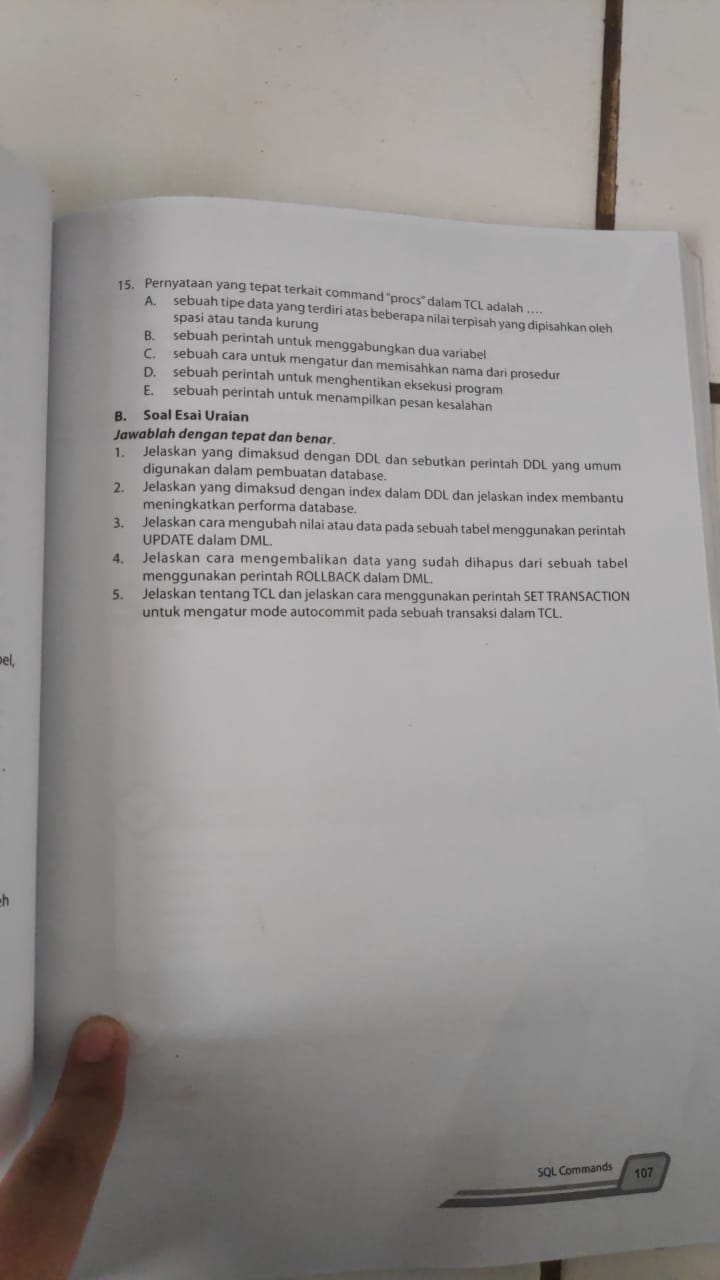 15. Pernyataan yang tepat terkait command "procs" dalam TCL adalah ....
A. sebuah tipe data yang terdiri atas beberapa nilai terpisah yang dipisahkan oleh
spasi atau tanda kurung
B. sebuah perintah untuk menggabungkan dua variabel
C. sebuah cara untuk mengatur dan memisahkan nama dari prosedur
D. sebuah perintah untuk menghentikan eksekusi program
E. sebuah perintah untuk menampilkan pesan kesalahan
B. Soal Esai Uraian
Jawablah dengan tepat dan benar.
1. Jelaskan yang dimaksud dengan DDL dan sebutkan perintah DDL yang umum
digunakan dalam pembuatan database.
2. Jelaskan yang dimaksud dengan index dalam DDL dan jelaskan index membantu
meningkatkan performa database.
3. Jelaskan cara mengubah nilai atau data pada sebuah tabel menggunakan perintah
UPDATE dalam DML.
4. Jelaskan cara mengembalikan data yang sudah dihapus dari sebuah tabel
menggunakan perintah ROLLBACK dalam DML.
5. Jelaskan tentang TCL dan jelaskan cara menggunakan perintah SET TRANSACTION
untuk mengatur mode autocommit pada sebuah transaksi dalam TCL.
SQL Commands 107